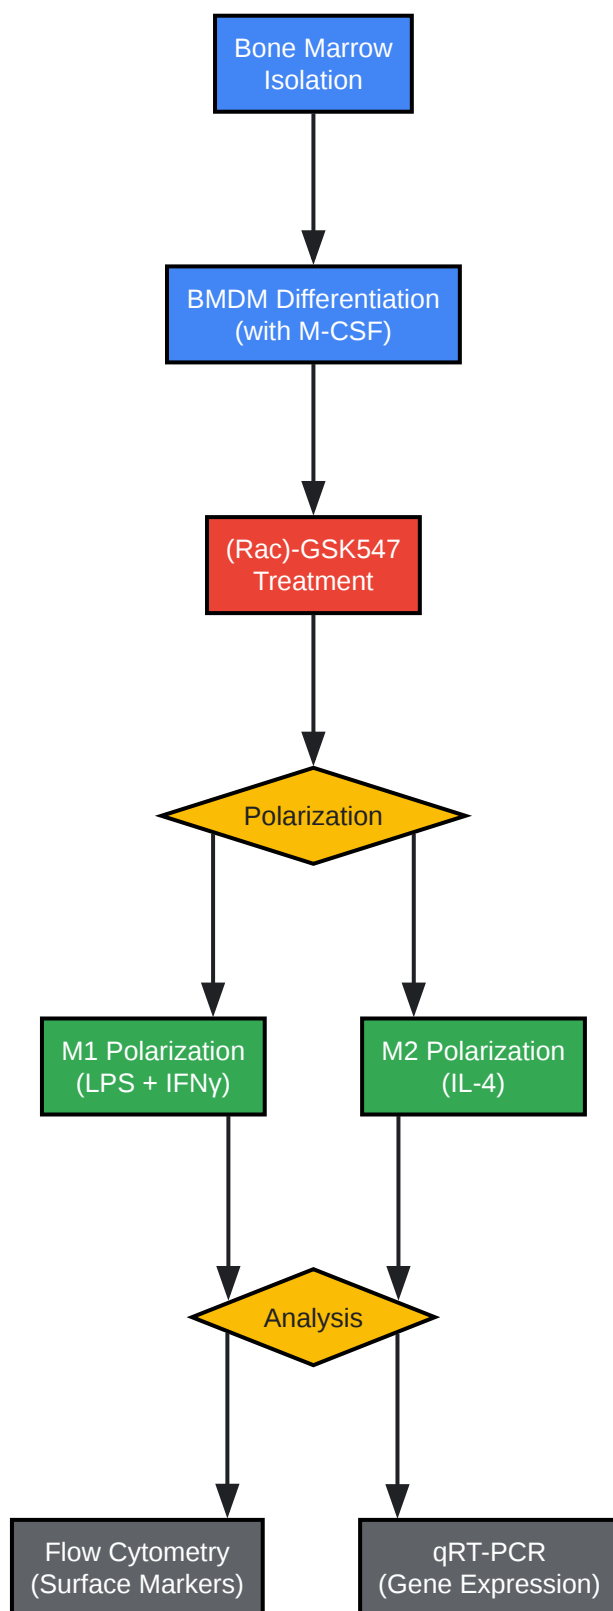 Bone Marrow
Isolation
BMDM Differentiation
(with M-CSF)
(Rac)-GSK547
Treatment
Polarization
M1 Polarization
(LPS + IFNγ)
M2 Polarization
(IL-4)
Analysis
Flow Cytometry
(Surface Markers)
qRT-PCR
(Gene Expression)